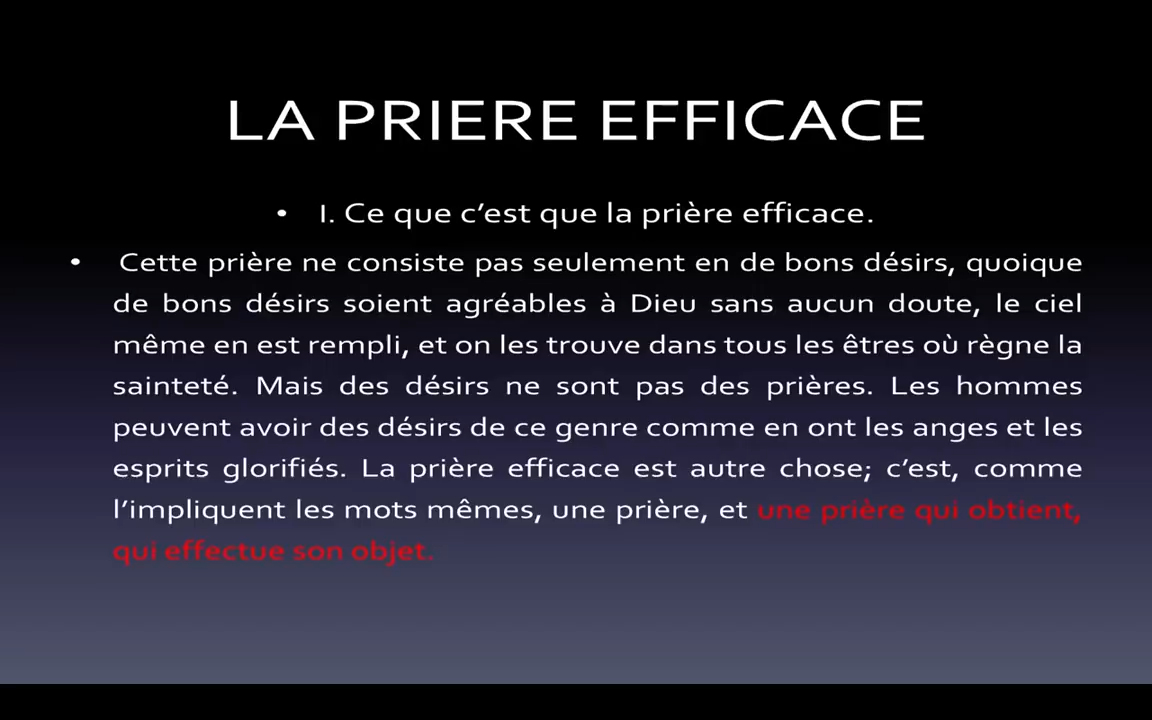 LA PRIERE EFFICACE
• I. Ce que c’est que la prière efficace.
• Cette prière ne consiste pas seulement en de bons désirs, quoique
de bons désirs soient agréables à Dieu sans aucun doute, le ciel
même en est rempli, et on les trouve dans tous les êtres où règne la
sainteté. Mais des désirs ne sont pas des prières. Les hommes
peuvent avoir des désirs de ce genre comme en ont les anges et les
esprits glorifiés. La prière efficace est autre chose; c’est, comme
l’impliquent les mots mêmes, une prière, et une prière qui obtient,
qui effectue son objet.